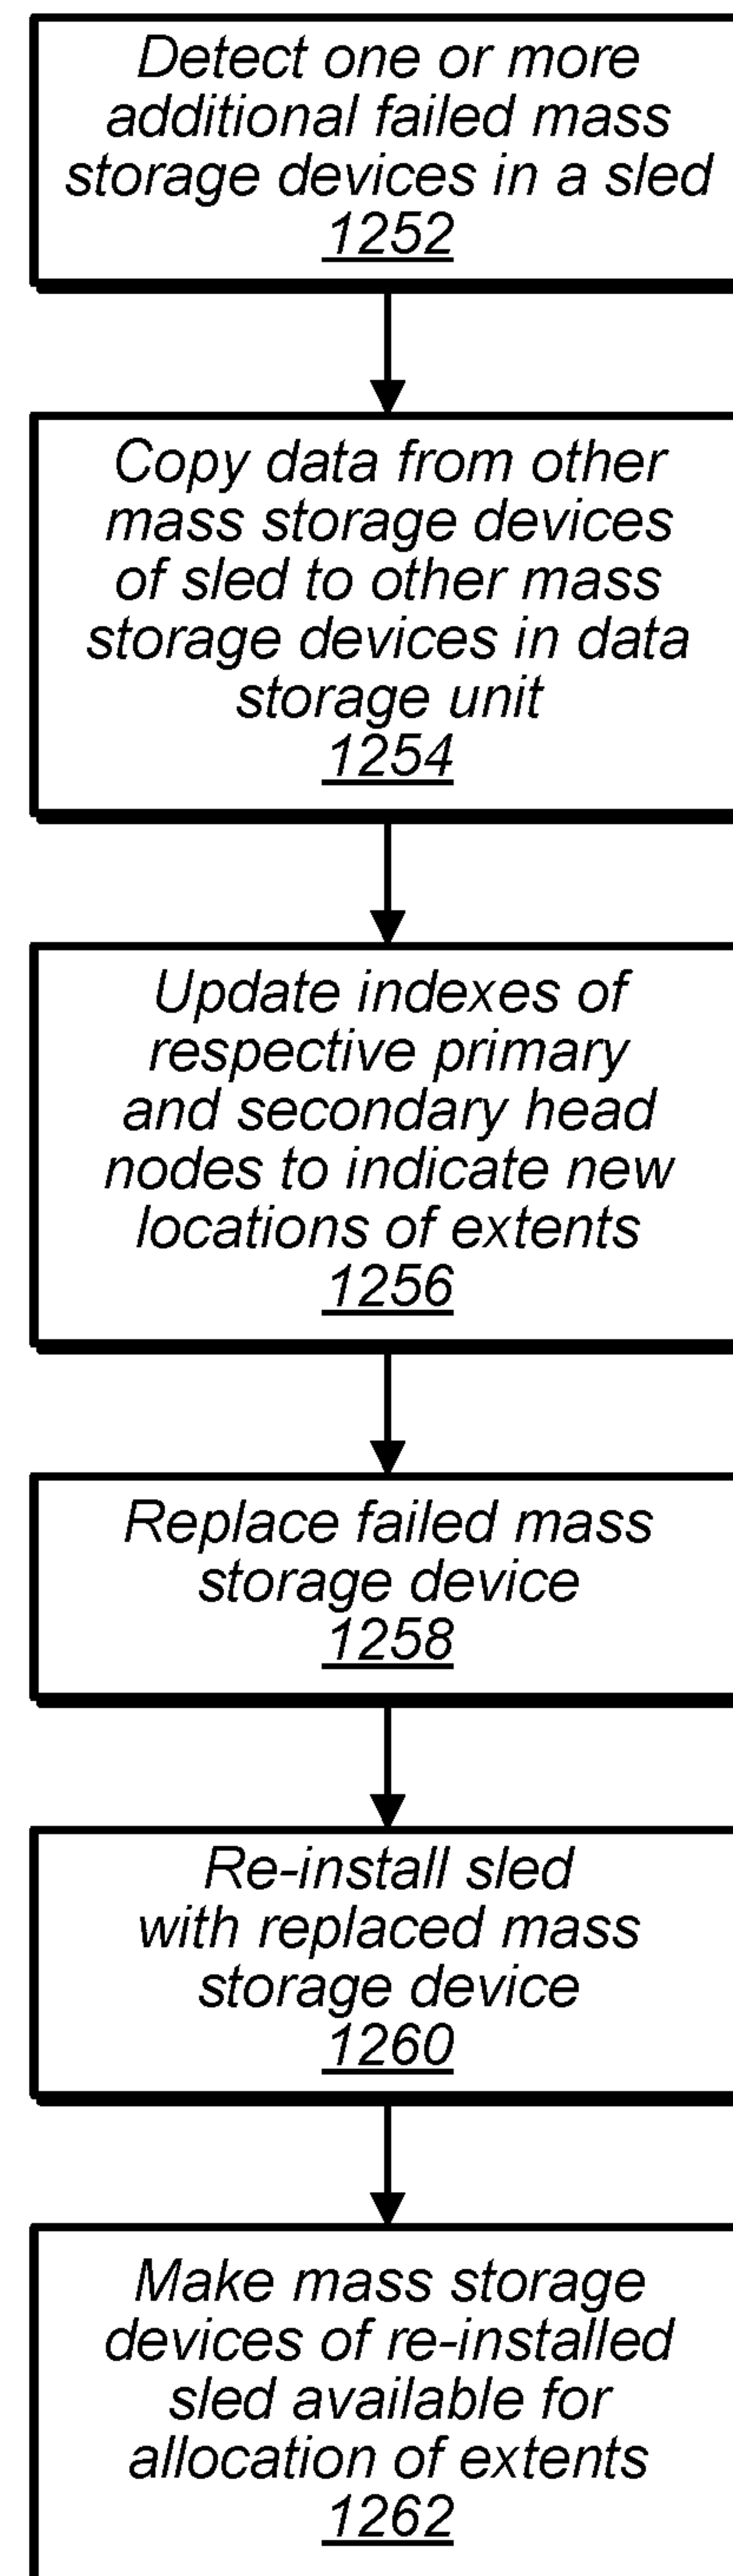 Detect one or more
additional failed mass
storage devices in a sled
1252
Copy data from other
mass storage devices
of sled to other mass
storage devices in data
storage unit
1254
Update indexes of
respective primary
and secondary head
nodes to indicate new
locations of extents
1256
Replace failed mass
storage device
1258
Re-install sled
with replaced mass
storage device
1260
Make mass storage
devices of re-installed
sled available for
allocation of extents
1262